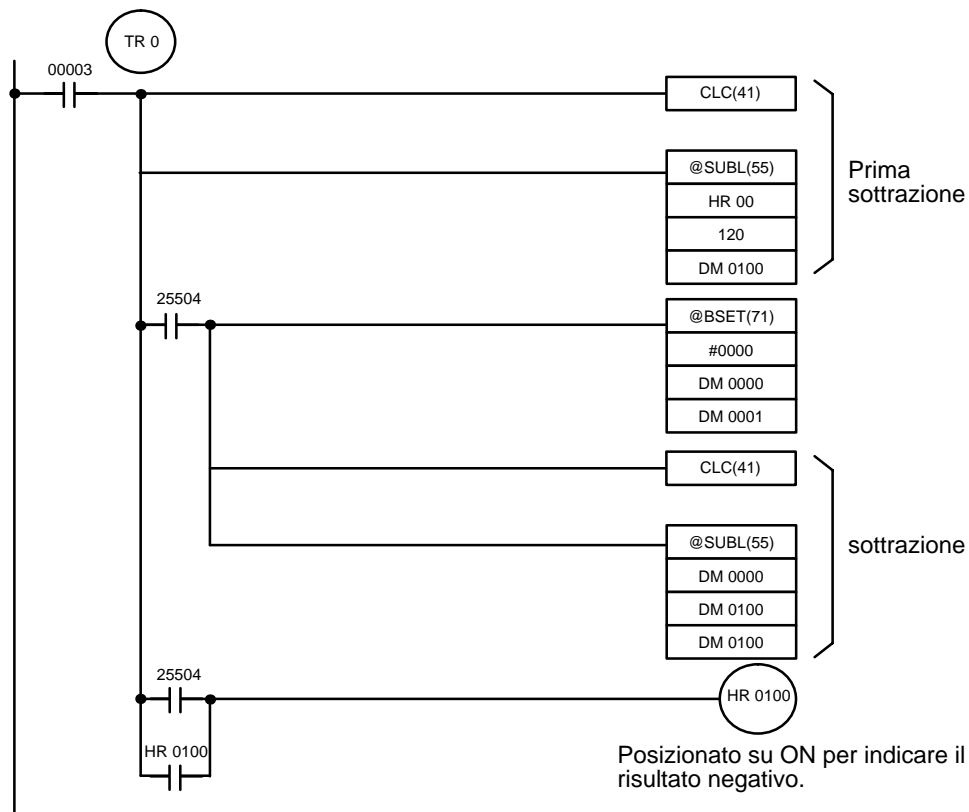 TR 0
00003
CLC(41)
@SUBL(55)
HR 00
120
DM 0100
Prima
sottrazione
25504
@BSET(71)
#0000
DM 0000
DM 0001
CLC(41)
@SUBL(55)
DM 0000
DM 0100
DM 0100
sottrazione
25504
HR 0100
HR 0100
Posizionato su ON per indicare il
risultato negativo.